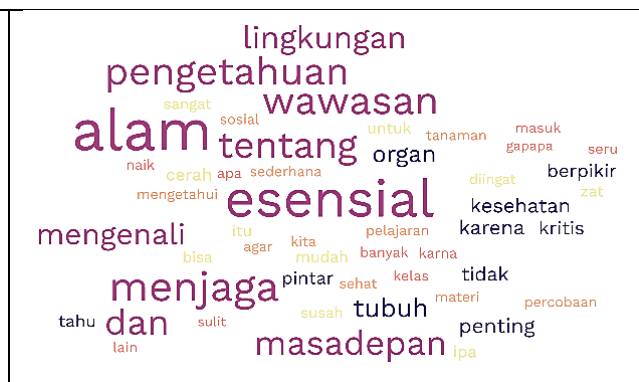 lingkungan
pengetahuan
sangat wawasan
alam sosial untuk tanaman masuk
tentang organ gapapa seru
naik cerah apa sederhana diingat berpikir
mengetahui esensial zat
kesehatan
mengenali itu pelajaran karena kritis
agar kita
bisa mudah banyak karna
menjaga pintar sehat kelas tidak
materi percobaan
susah tubuh
tahu dan sulit penting
lain masadepan ipa